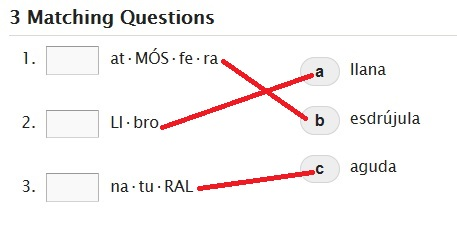 3 Matching Questions
1. at·MÓS·fe·ra
a llana
2. LI·bro
b esdrújula
3. na·tu·RAL
c aguda